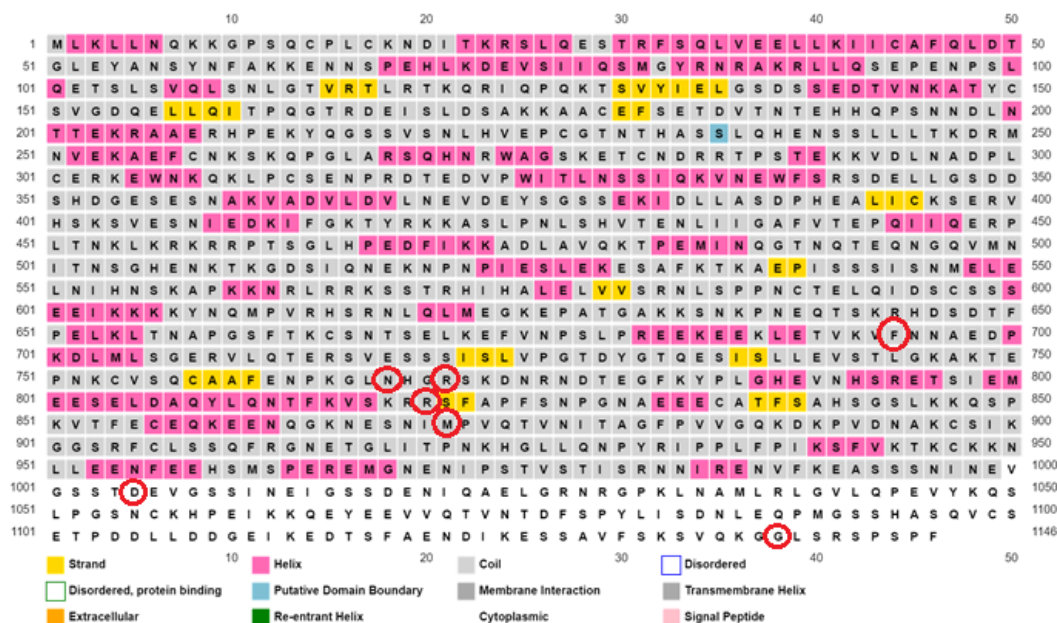 10 20 30 40 50
1 M L K L L N Q K K G P S Q C P L C K N D I T K R S L Q E S T R F S Q L V E E L L K I I C A F Q L D T 50
51 G L E Y A N S Y N F A K K E N N S P E H L K D E V S I I Q S M G Y R N R A K R L L Q S E P E N P S L 100
101 Q E T S L S V Q L S N L G T V R T L R T K Q R I Q P Q K T S V Y I E L G S D S S E D T V N K A T Y C 150
151 S V G D Q E L L Q I T P Q G T R D E I S L D S A K K A A C E F S E T D V T N T E H H Q P S N N D L N 200
201 T T E K R A A E R H P E K Y Q G S S V S N L H V E P C G T N T H A S S L Q H E N S S L L L T K D R M 250
251 N V E K A E F C N K S K Q P G L A R S Q H N R W A G S K E T C N D R R T P S T E K K V D L N A D P L 300
301 C E R K E W N K Q K L P C S E N P R D T E D V P W I T L N S S I Q K V N E W F S R S D E L L G S D D 350
351 S H D G E S E S N A K V A D V L D V L N E V D E Y S G S S E K I D L L A S D P H E A L I C K S E R V 400
401 H S K S V E S N I E D K I F G K T Y R K K A S L P N L S H V T E N L I I G A F V T E P Q I I Q E R P 450
451 L T N K L K R K R R P T S G L H P E D F I K K A D L A V Q K T P E M I N Q G T N Q T E Q N G Q V M N 500
501 I T N S G H E N K T K G D S I Q N E K N P N P I E S L E K E S A F K T K A E P I S S S I S N M E L E 550
551 L N I H N S K A P K K N R L R R K S S T R H I H A L E L V V S R N L S P P N C T E L Q I D S C S S S 600
601 E E I K K K K Y N Q M P V R H S R N L Q L M E G K E P A T G A K K S N K P N E Q T S K R H D S D T F 650
651 P E L K L T N A P G S F T K C S N T S E L K E F V N P S L P R E E K E E K L E T V K V F N N A E D P 700
701 K D L M L S G E R V L Q T E R S V E S S S I S L V P G T D Y G T Q E S I S L L E V S T L G K A K T E 750
751 P N K C V S Q C A A F E N P K G L N H G R S K D N R N D T E G F K Y P L G H E V N H S R E T S I E M 800
801 E E S E L D A Q Y L Q N T F K V S K R R S F A P F S N P G N A E E E C A T F S A H S G S L K K Q S P 850
851 K V T F E C E Q K E E N Q G K N E S N I M P V Q T V N I T A G F P V V G Q K D K P V D N A K C S I K 900
901 G G S R F C L S S Q F R G N E T G L I T P N K H G L L Q N P Y R I P P L F P I K S F V K T K C K K N 950
951 L L E E N F E E H S M S P E R E M G N E N I P S T V S T I S R N N I R E N V F K E A S S S N I N E V 1000
1001 G S S T D E V G S S I N E I G S S D E N I Q A E L G R N R G P K L N A M L R L G V L Q P E V Y K Q S 1050
1051 L P G S N C K H P E I K K Q E Y E E V V Q T V N T D F S P Y L I S D N L E Q P M G S S H A S Q V C S 1100
1101 E T P D D L L D D G E I K E D T S F A E N D I K E S S A V F S K S V Q K G G L S R S P S P F 1146
10 20 30 40 50
Strand Helix Coil Disordered
Disordered, protein binding Putative Domain Boundary Membrane Interaction Transmembrane Helix
Extracellular Re-entrant Helix Cytoplasmic Signal Peptide